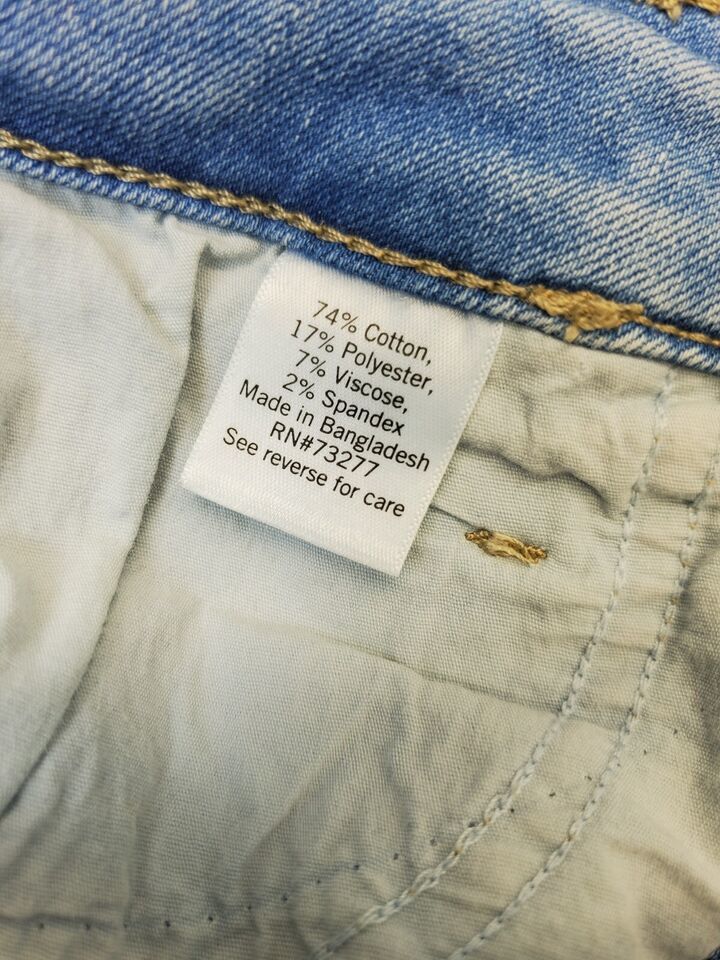 74% Cotton,
17% Polyester,
7% Viscose,
2% Spandex
Made in Bangladesh
RN#73277
See reverse for care